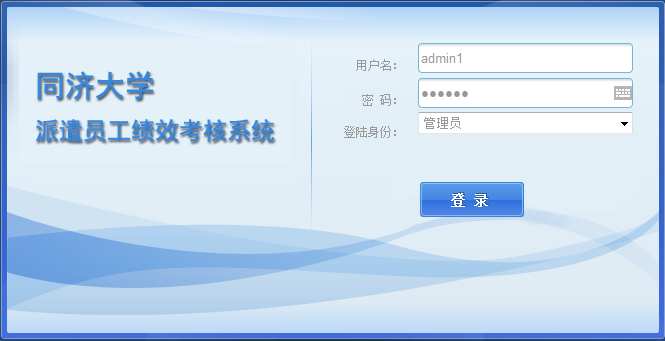 同济大学
派遣员工绩效考核系统
用户名：
admin1
密 码：
●●●●●●
登陆身份：
管理员
登 录